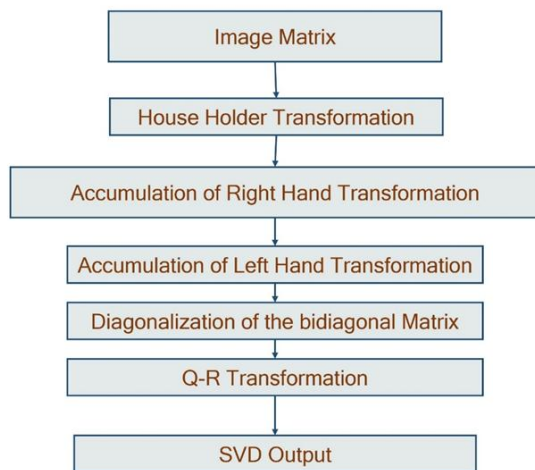 Image Matrix
House Holder Transformation
Accumulation of Right Hand Transformation
Accumulation of Left Hand Transformation
Diagonalization of the bidiagonal Matrix
Q-R Transformation
SVD Output